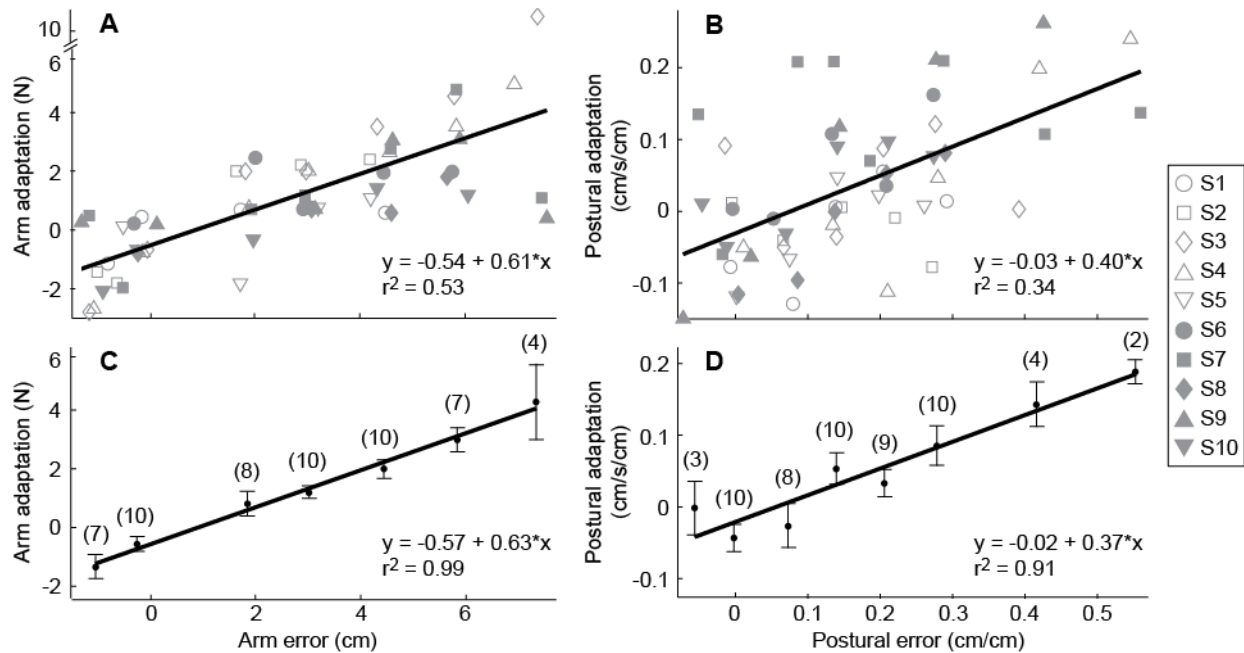 A
10
6
4
2
0
-2
Arm adaptation (N)
y = -0.54 + 0.61*x
r² = 0.53
B
0.2
0.1
0
-0.1
Postural adaptation
(cm/s/cm)
y = -0.03 + 0.40*x
r² = 0.34
S1
S2
S3
S4
S5
S6
S7
S8
S9
S10
C
6
4
2
0
-2
Arm adaptation (N)
(7)
(10)
(8)
(10)
(10)
(7)
(4)
y = -0.57 + 0.63*x
r² = 0.99
0
2
4
6
Arm error (cm)
D
0.2
0.1
0
-0.1
Postural adaptation
(cm/s/cm)
(3)
(10)
(8)
(10)
(9)
(10)
(4)
(2)
y = -0.02 + 0.37*x
r² = 0.91
0
0.1
0.2
0.3
0.4
0.5
Postural error (cm/cm)